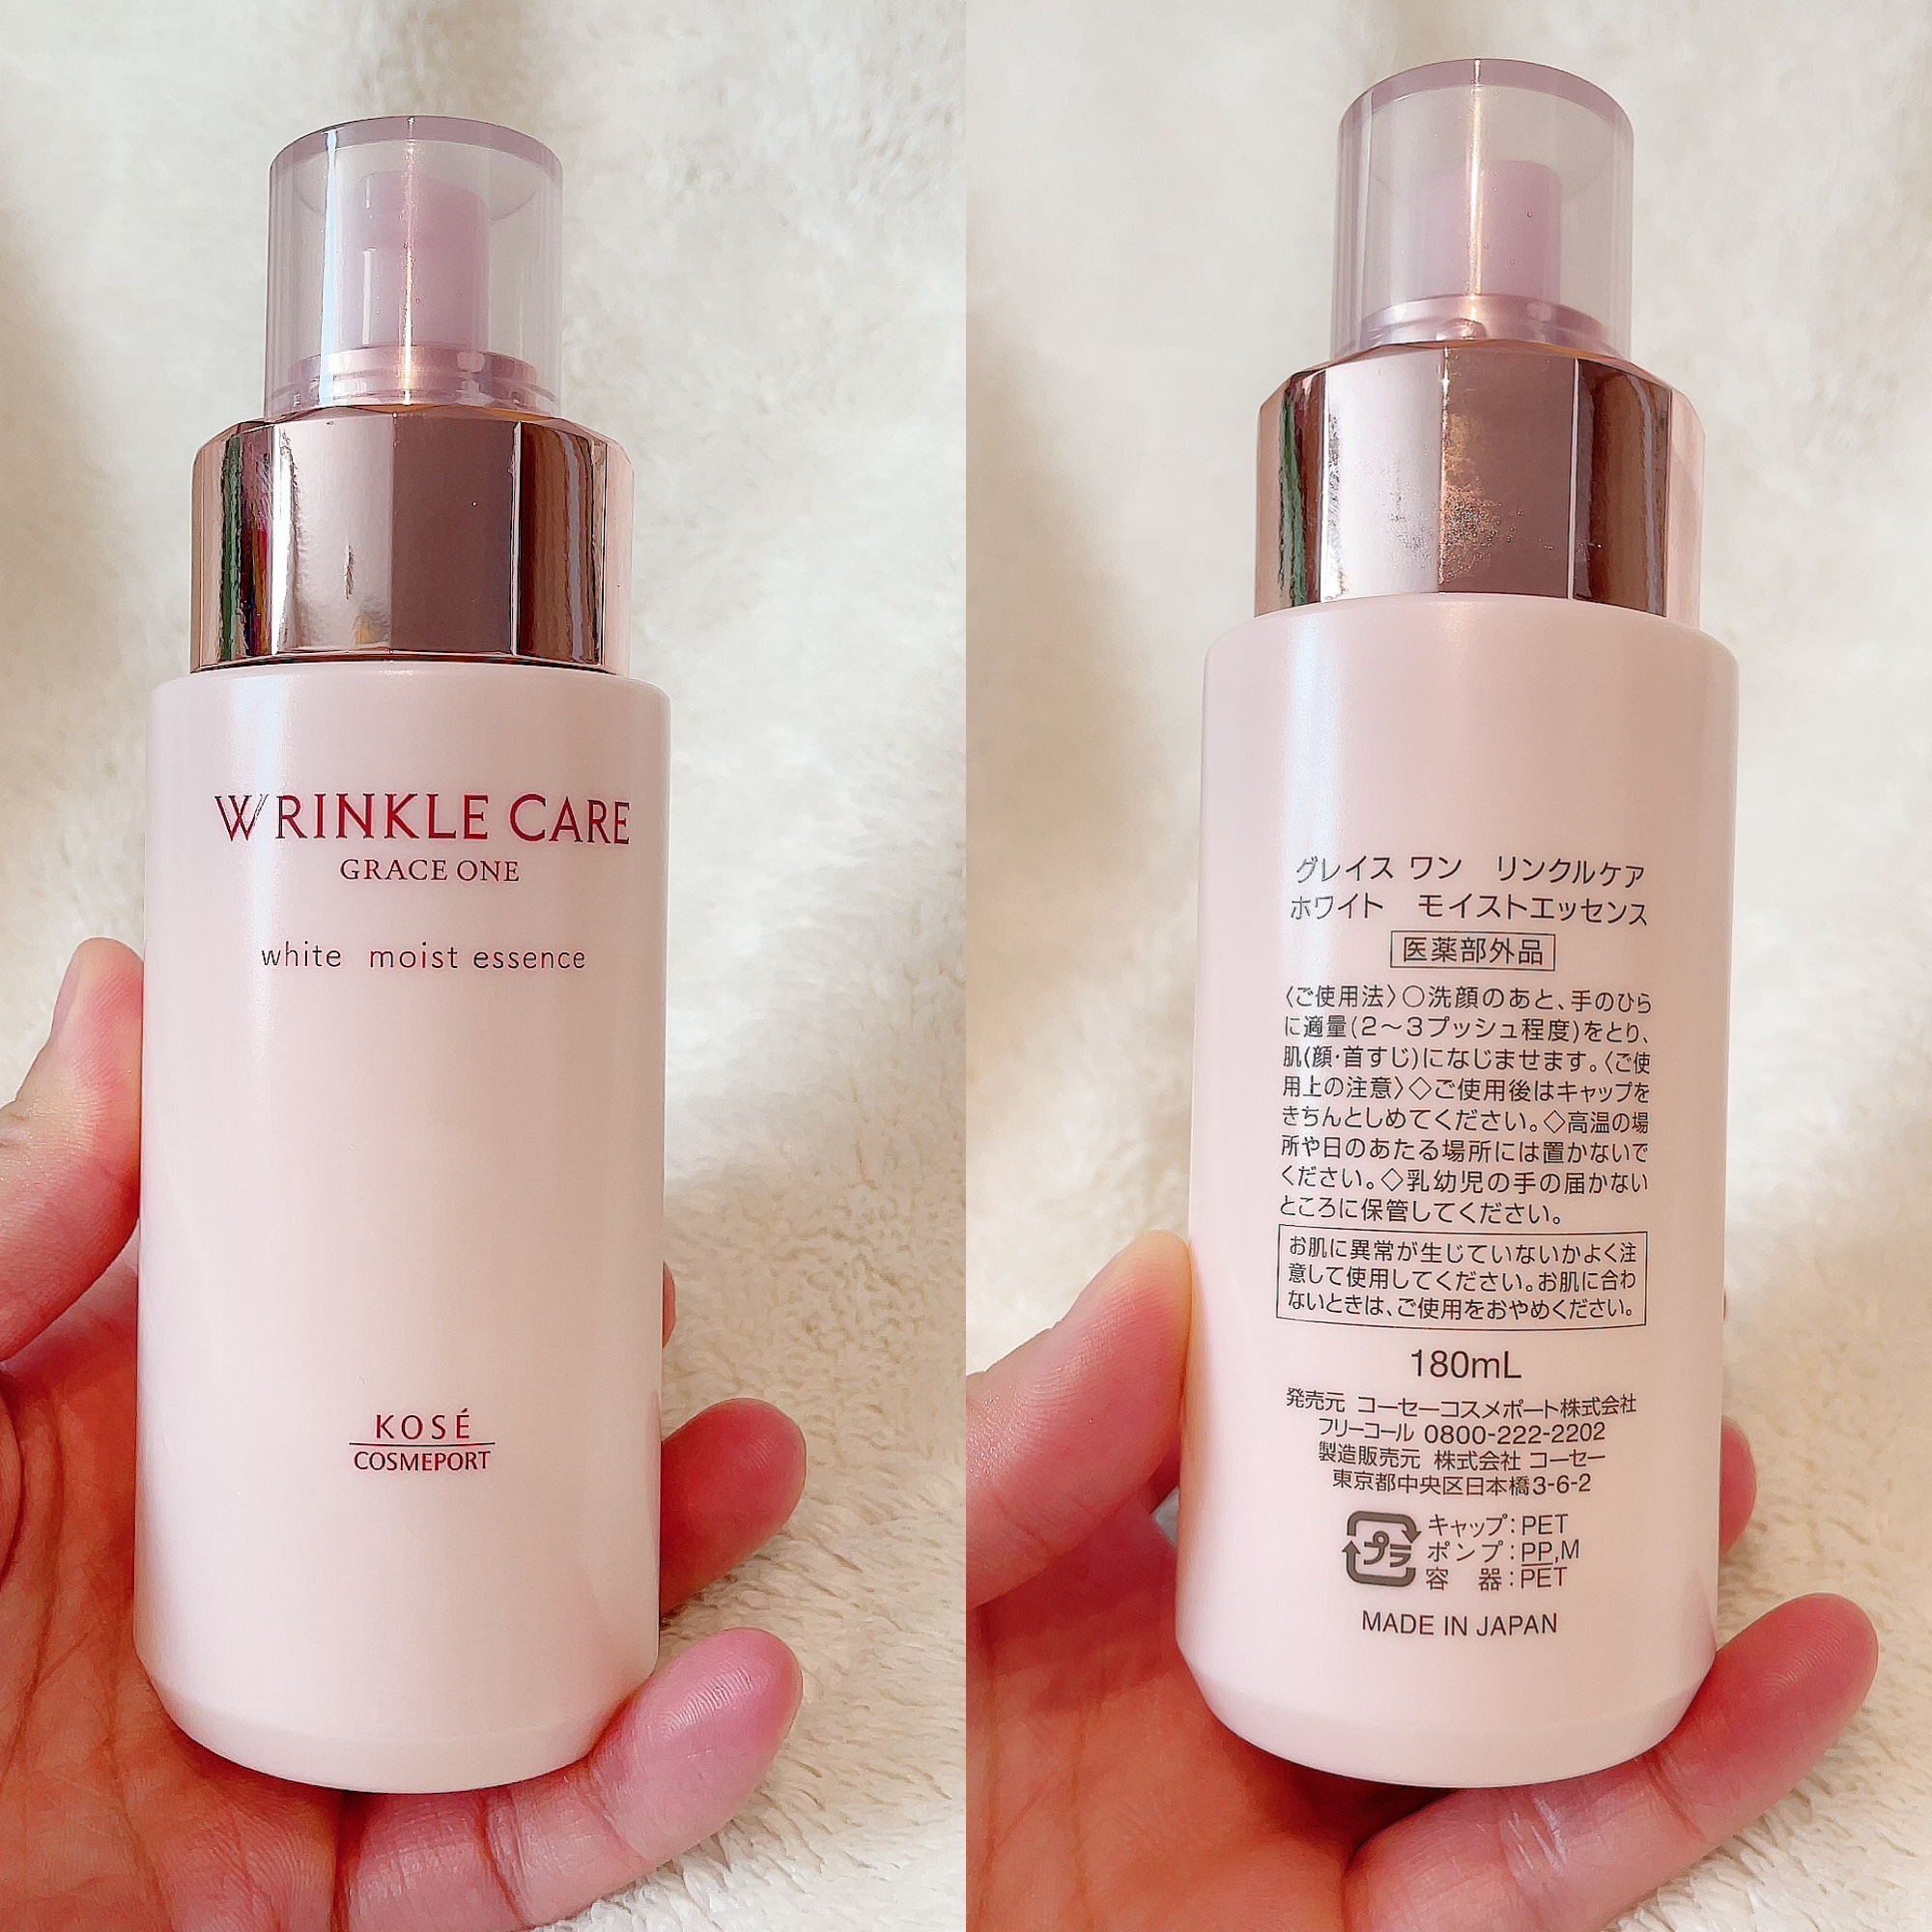 WRINKLE CARE
GRACE ONE
white moist essence
KOSÉ
COSMEPORT
グレイス ワン リンクルケア
ホワイト モイストエッセンス
医薬部外品
〈ご使用法〉○洗顔のあと、手のひら
に適量(2〜3プッシュ程度)をとり、
肌(顔・首すじ)になじませます。〈ご使
用上の注意〉◇ご使用後はキャップを
きちんとしめてください。◇高温の場
所や日のあたる場所には置かないで
ください。◇乳幼児の手の届かない
ところに保管してください。
お肌に異常が生じていないかよく注
意して使用してください。お肌に合わ
ないときは、ご使用をおやめください。
180mL
発売元 コーセーコスメポート株式会社
フリーコール 0800-222-2202
製造販売元 株式会社 コーセー
東京都中央区日本橋3-6-2
プラ
キャップ:PET
ポンプ:PP,M
容 器:PET
MADE IN JAPAN